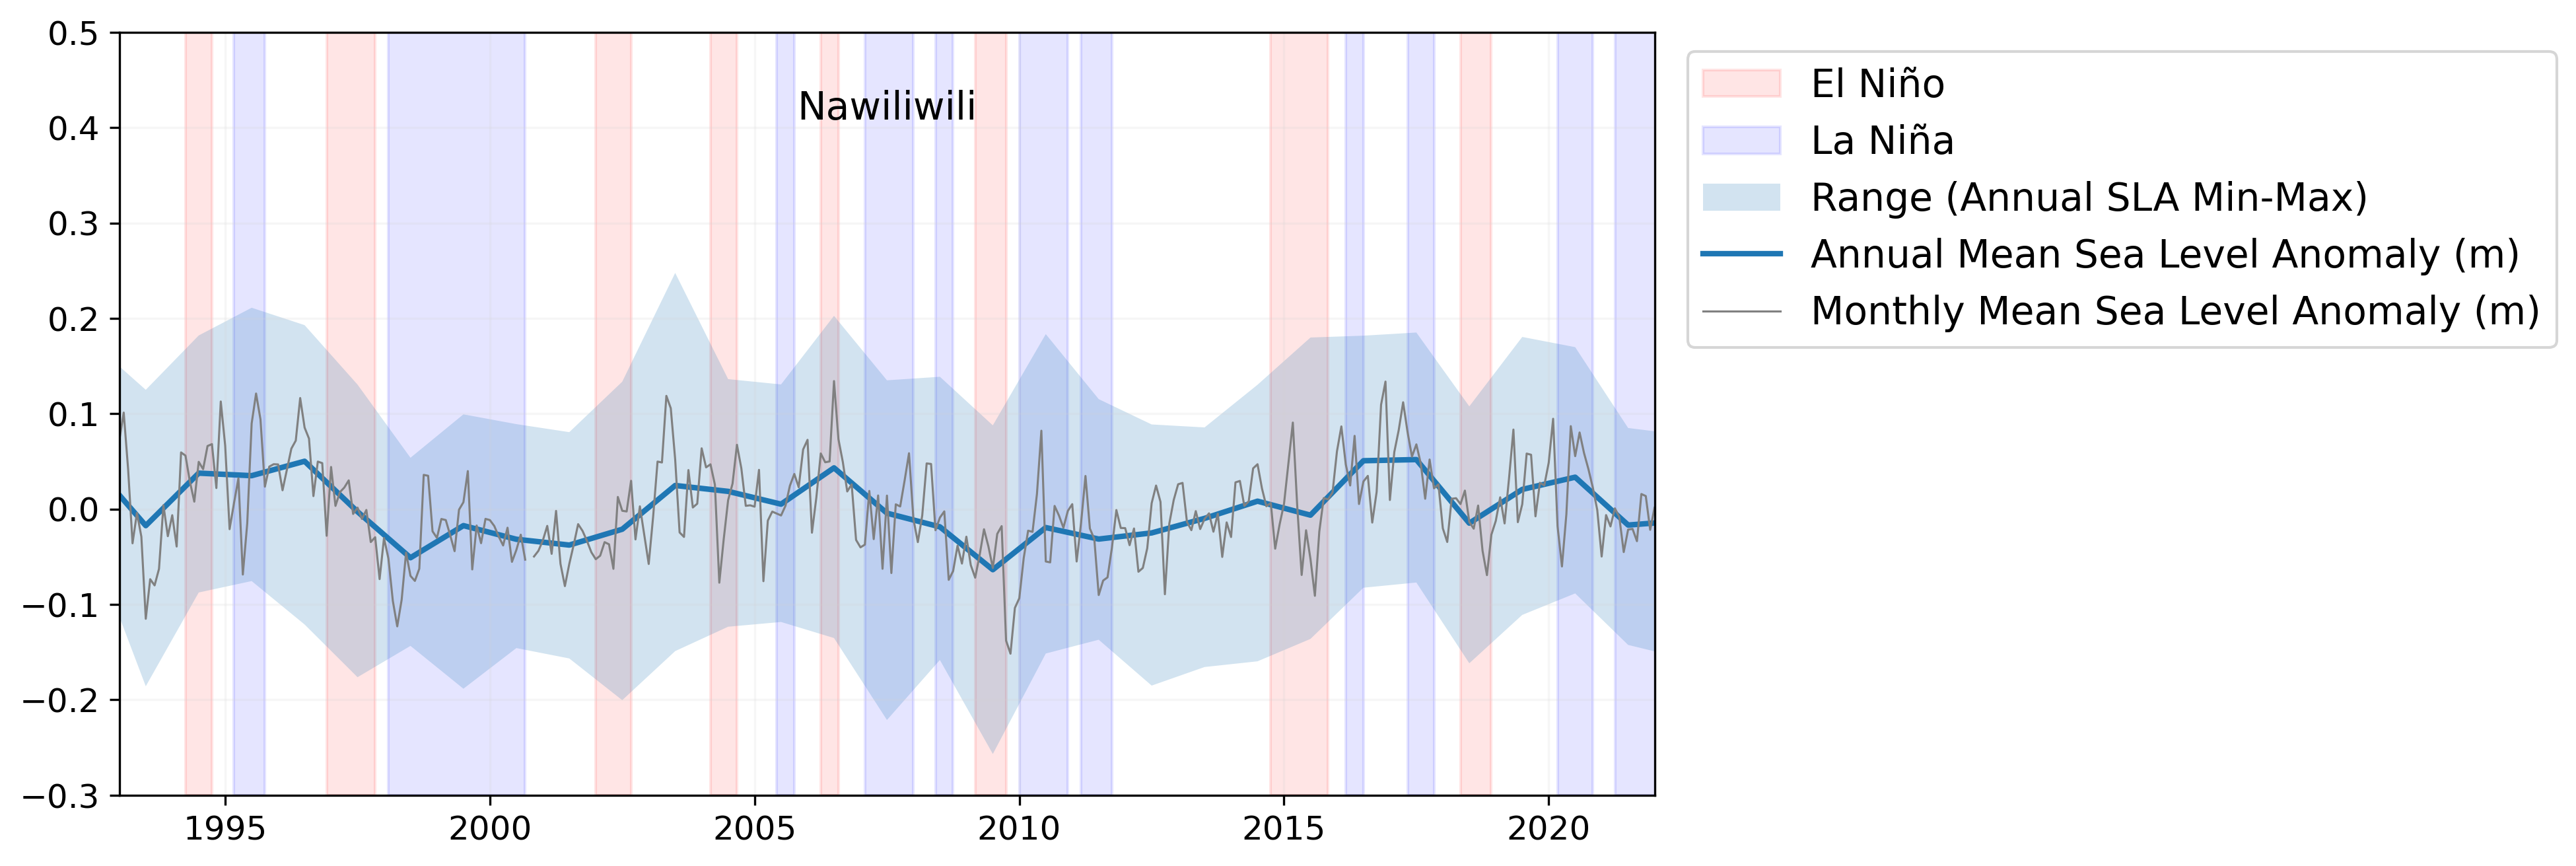 0.5
0.4
0.3
0.2
0.1
0.0
−0.1
−0.2
−0.3
1995 2000 2005 2010 2015 2020
Nawiliwili
El Niño
La Niña
Range (Annual SLA Min-Max)
Annual Mean Sea Level Anomaly (m)
Monthly Mean Sea Level Anomaly (m)